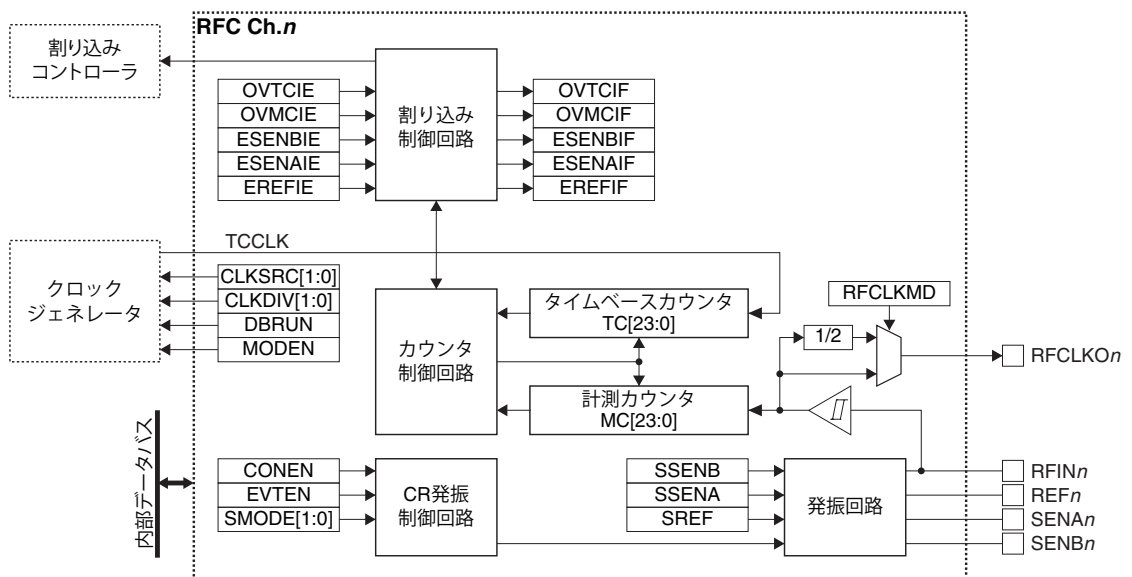 RFC Ch.n
割り込み
コントローラ
OVTCIE
OVMCIE
ESENBIE
ESENAIE
EREFIE
割り込み
制御回路
OVTCIF
OVMCIF
ESENBIF
ESENAIF
EREFIF
TCCLK
クロック
ジェネレータ
CLKSRC[1:0]
CLKDIV[1:0]
DBRUN
MODEN
カウンタ
制御回路
タイムベースカウンタ
TC[23:0]
計測カウンタ
MC[23:0]
RFCLKMD
1/2
RFCLKOn
内部データバス
CONEN
EVTEN
SMODE[1:0]
CR発振
制御回路
SSENB
SSENA
SREF
発振回路
RFINn
REFn
SENAn
SENBn